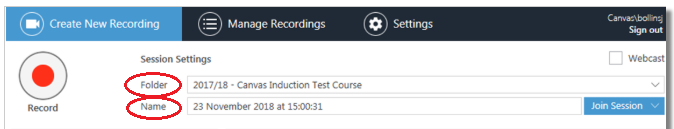 Create New Recording Manage Recordings Settings Canvas\bollinsj
Sign out
Session Settings Webcast
Folder 2017/18 - Canvas Induction Test Course
Record Name 23 November 2018 at 15:00:31 Join Session